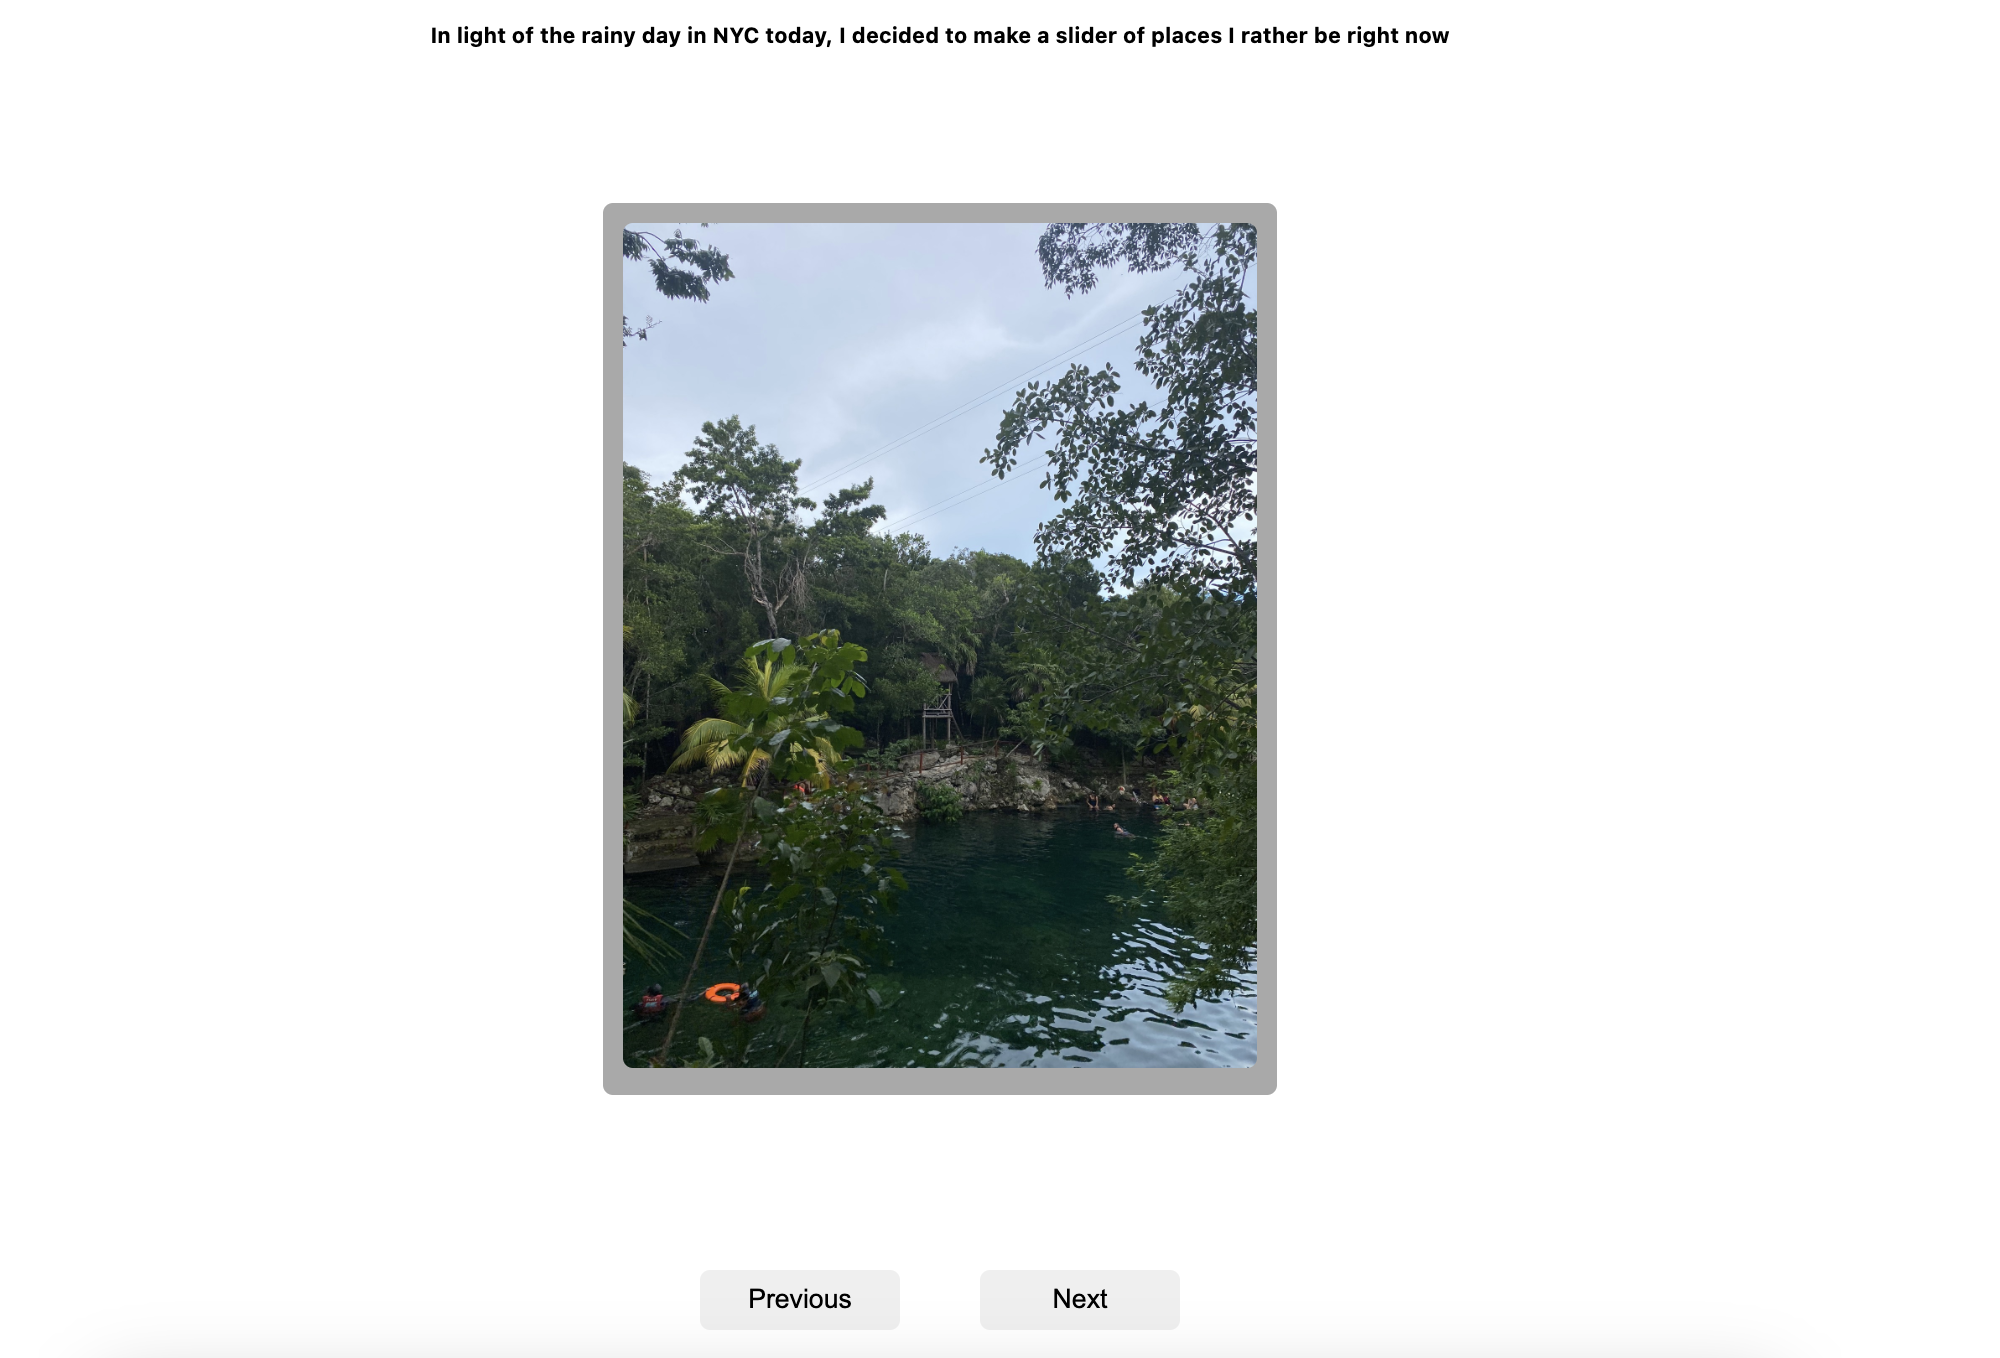 In light of the rainy day in NYC today, I decided to make a slider of places I rather be right now
Previous
Next